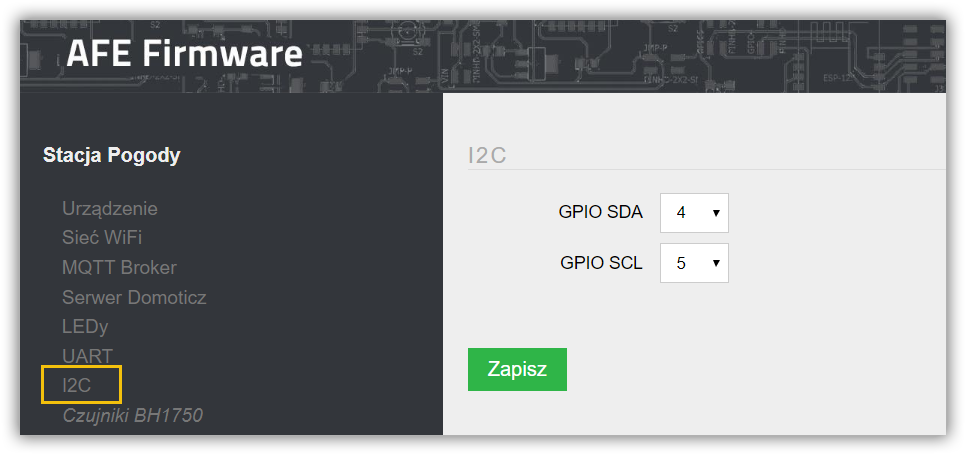 AFE Firmware
Stacja Pogody
Urządzenie
Sieć WiFi
MQTT Broker
Serwer Domoticz
LEDy
UART
I2C
Czujniki BH1750
I2C
GPIO SDA 4
GPIO SCL 5
Zapisz